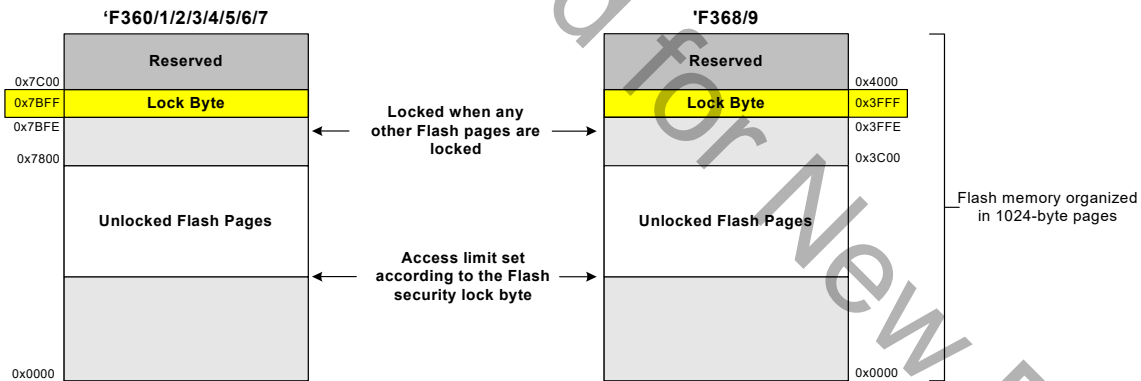 ‘F360/1/2/3/4/5/6/7
'F368/9
Reserved
Reserved
0x7C00
0x4000
0x7BFF
Lock Byte
Lock Byte
0x3FFF
0x7BFE
0x3FFE
Locked when any
other Flash pages are
locked
0x7800
0x3C00
Unlocked Flash Pages
Unlocked Flash Pages
Flash memory organized
in 1024-byte pages
Access limit set
according to the Flash
security lock byte
0x0000
0x0000
d for New